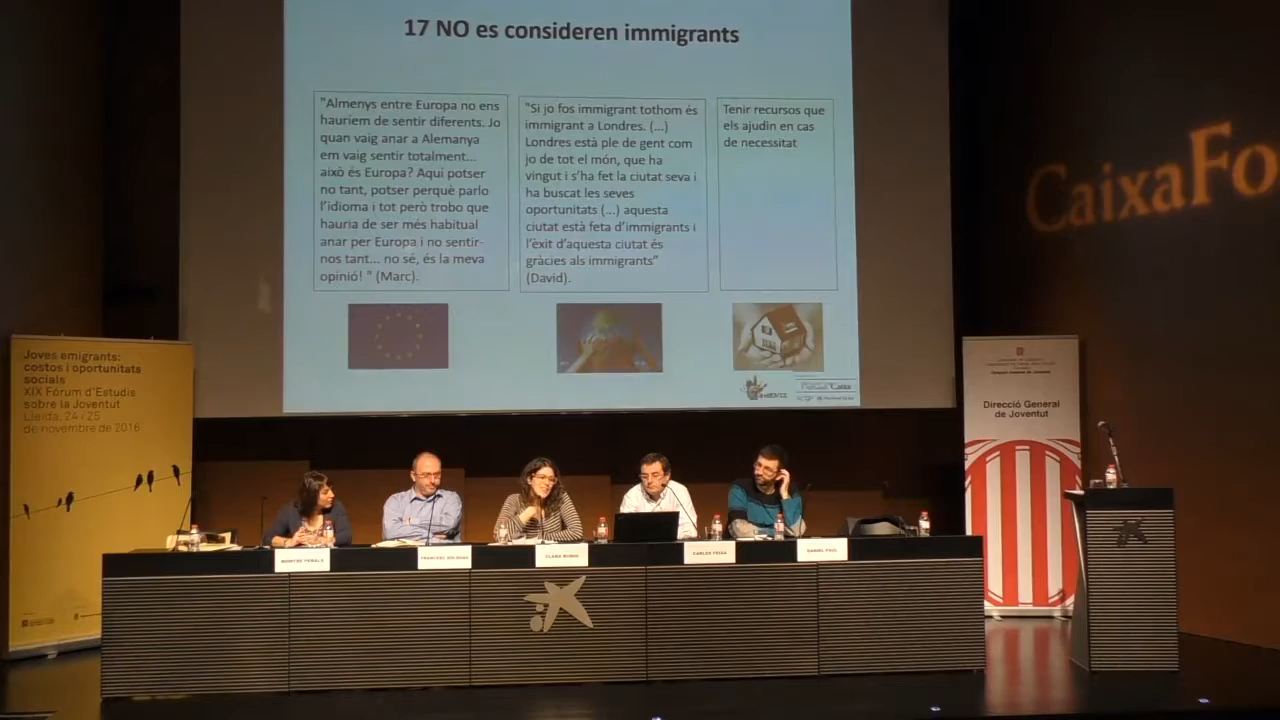 17 NO es consideren immigrants
"Almenys entre Europa no ens
hauríem de sentir diferents. Jo
quan vaig anar a Alemanya
em vaig sentir totalment...
això és Europa? Aquí potser
no tant, potser perquè parlo
l'idioma i tot però trobo que
hauria de ser més habitual
anar per Europa i no sentir-
nos tant... no sé, és la meva
opinió! " (Marc).
"Si jo fos immigrant tothom és
immigrant a Londres. (...)
Londres està ple de gent com
jo de tot el món, que ha
vingut i s'ha fet la ciutat seva i
ha buscat les seves
oportunitats (...) aquesta
ciutat està feta d'immigrants i
l'èxit d'aquesta ciutat és
gràcies als immigrants"
(David).
Tenir recursos que
els ajudin en cas
de necessitat
CaixaFo
Joves emigrants:
costos i oportunitats
socials
XIX Fòrum d'Estudis
sobre la Joventut
Lleida, 24 i 25
de novembre de 2016
Direcció General
de Joventut
MONTSE PERALS
CLARA RUBIO
CARLES FEIXA